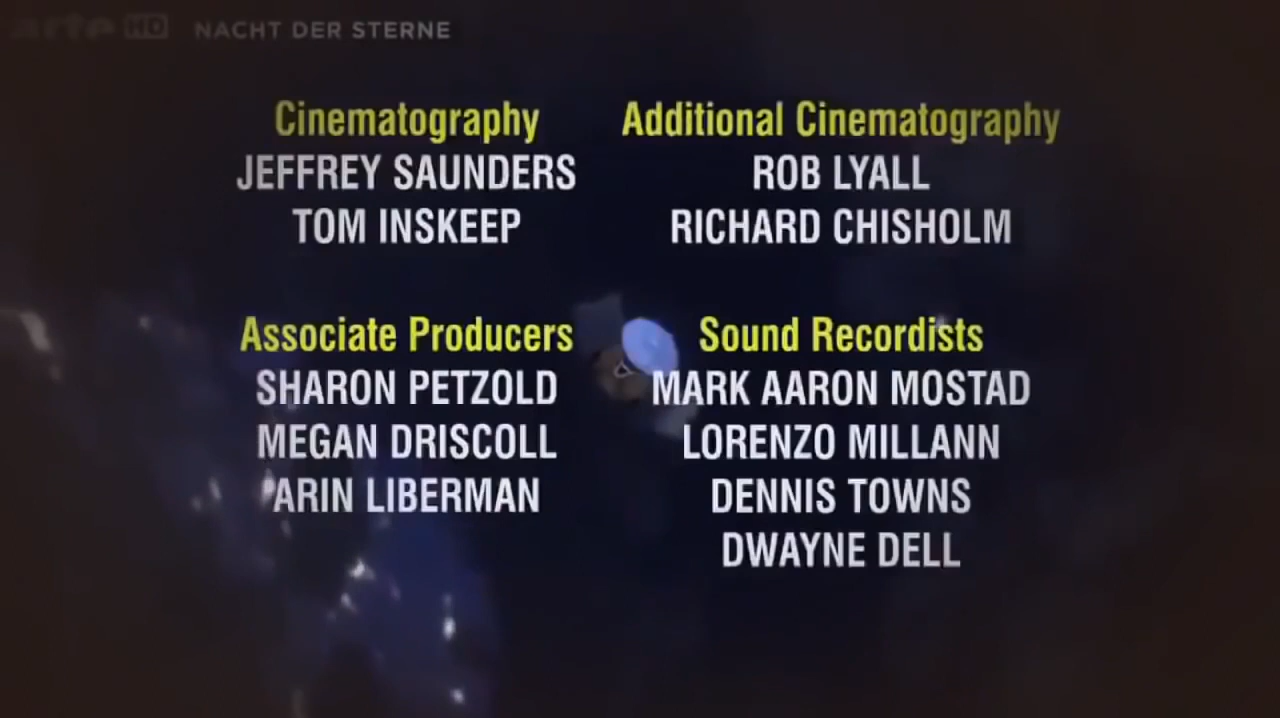 arte HD NACHT DER STERNE
Cinematography
JEFFREY SAUNDERS
TOM INSKEEP
Additional Cinematography
ROB LYALL
RICHARD CHISHOLM
Associate Producers
SHARON PETZOLD
MEGAN DRISCOLL
ARIN LIBERMAN
Sound Recordists
MARK AARON MOSTAD
LORENZO MILLANN
DENNIS TOWNS
DWAYNE DELL